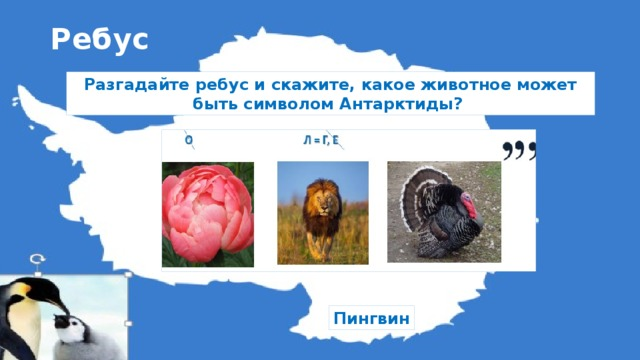 Ребус
Разгадайте ребус и скажите, какое животное может
быть символом Антарктиды?
О Л = Г, Е ,,,
Пингвин